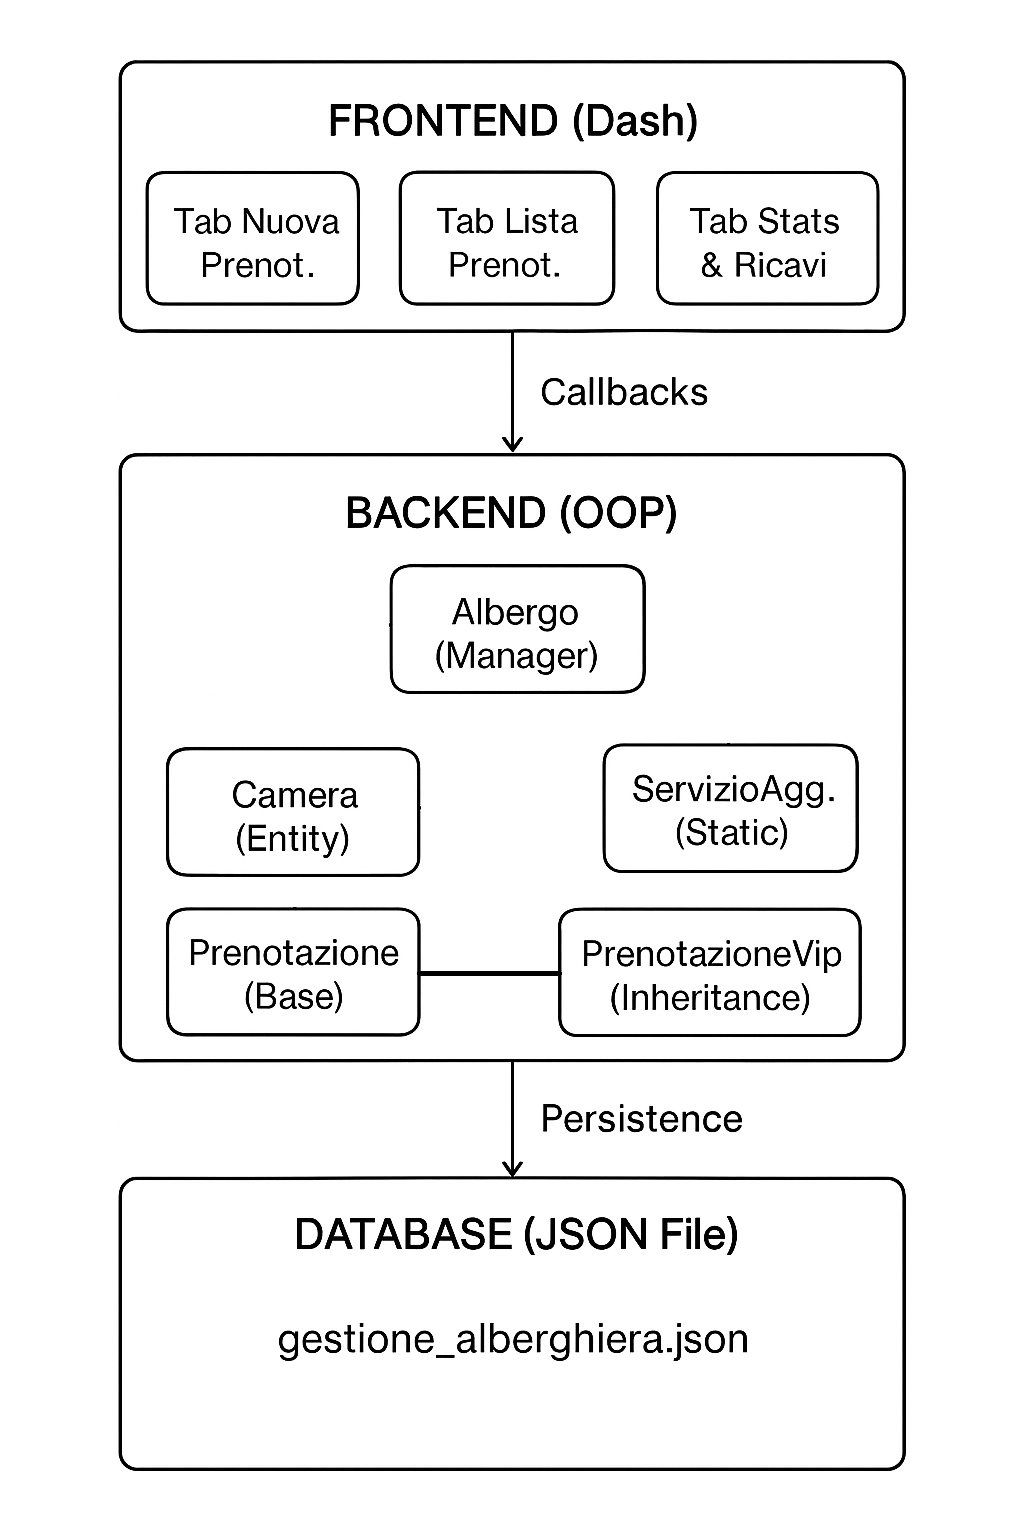 FRONTEND (Dash)
Tab Nuova
Prenot.
Tab Lista
Prenot.
Tab Stats
& Ricavi
Callbacks
BACKEND (OOP)
Albergo
(Manager)
Camera
(Entity)
ServizioAgg.
(Static)
Prenotazione
(Base)
PrenotazioneVip
(Inheritance)
Persistence
DATABASE (JSON File)
gestione_alberghiera.json